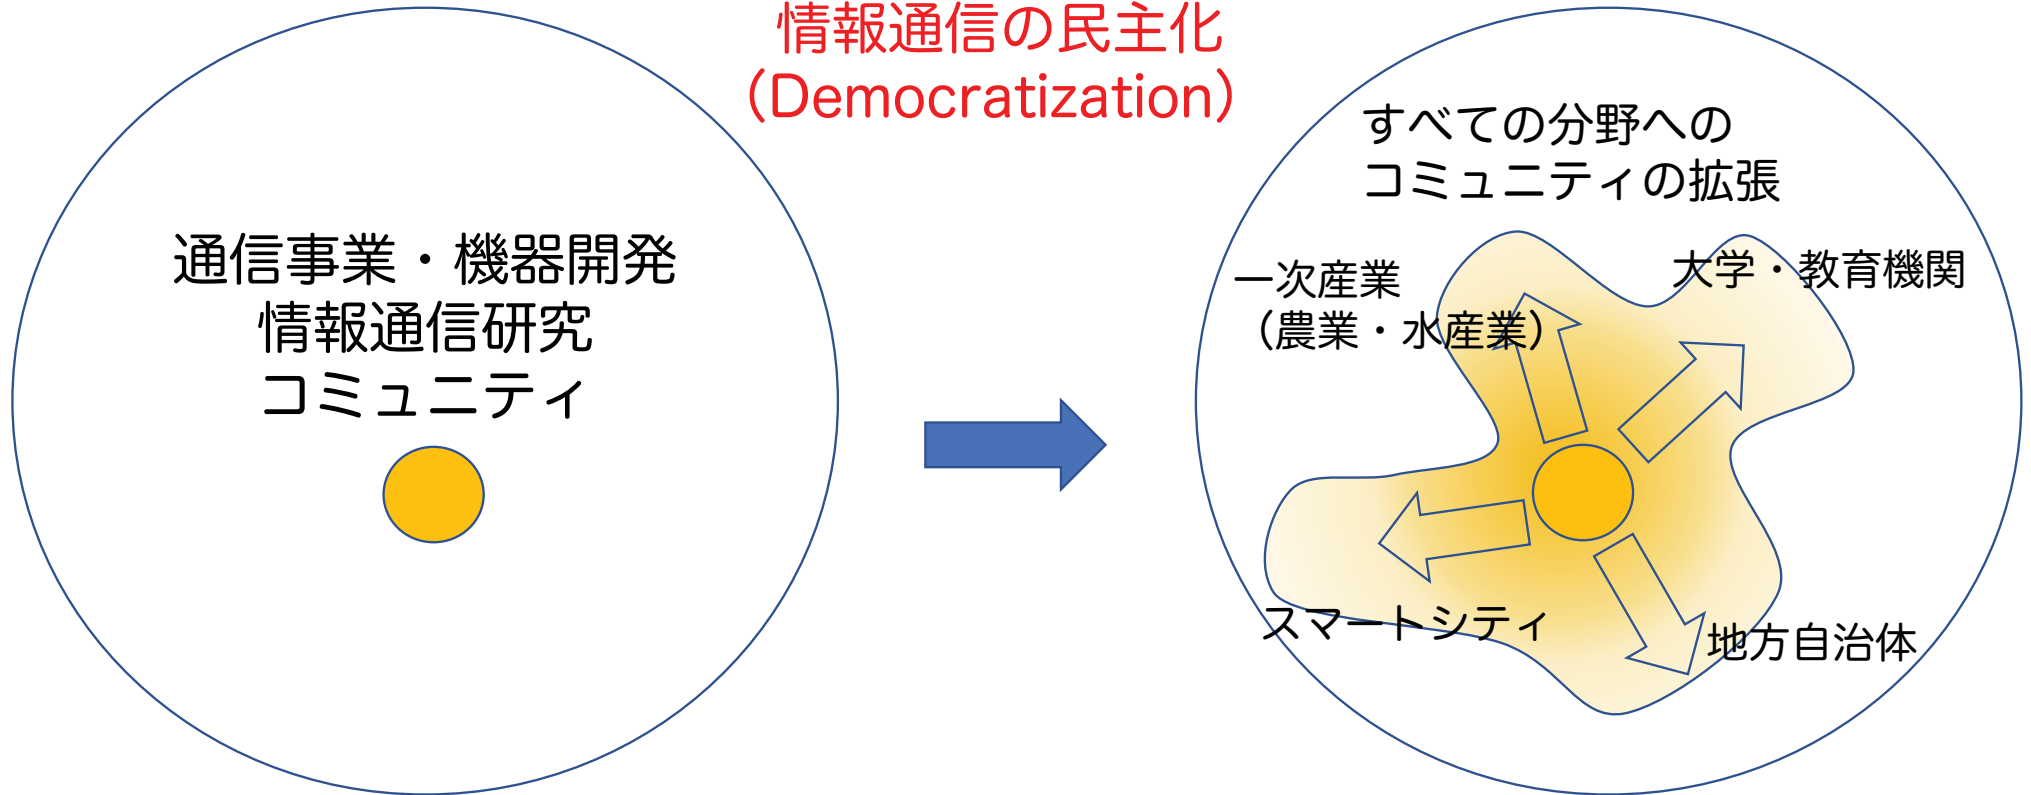 情報通信の民主化
（Democratization）
通信事業・機器開発
情報通信研究
コミュニティ
すべての分野への
コミュニティの拡張
一次産業
（農業・水産業）
大学・教育機関
スマートシティ
地方自治体